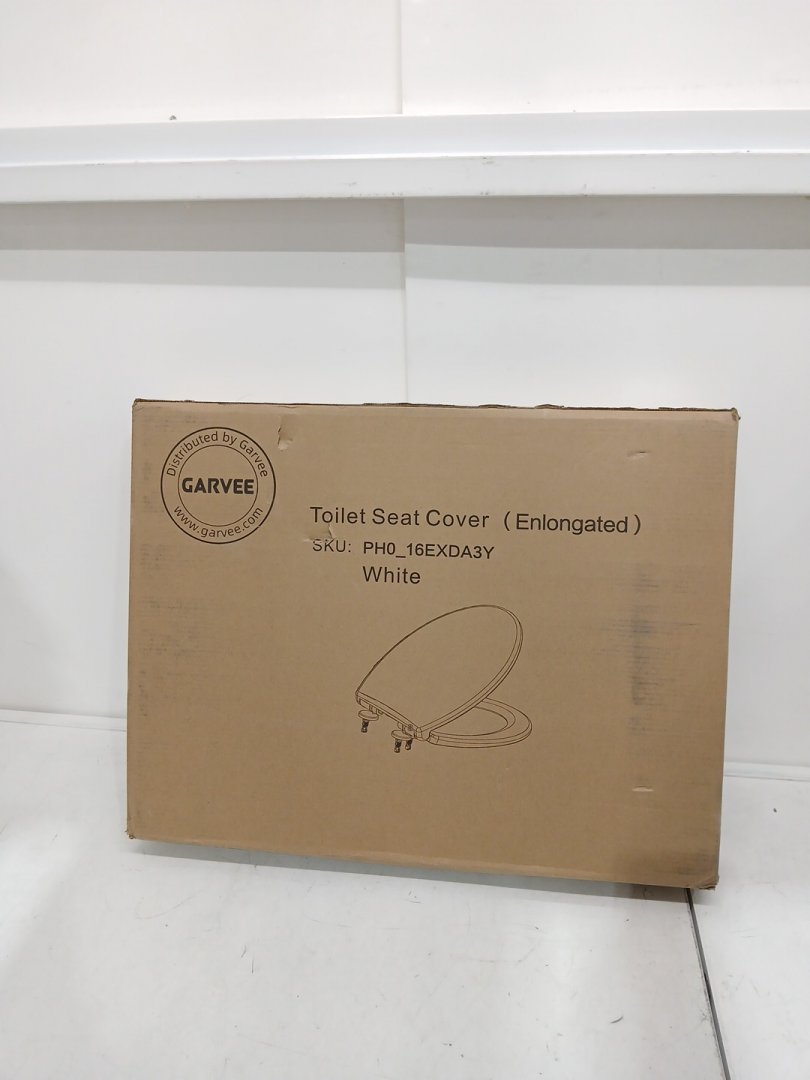 Distributed by Garvee
GARVEE
www.garvee.com
Toilet Seat Cover (Enlongated)
SKU: PH0_16EXDA3Y
White